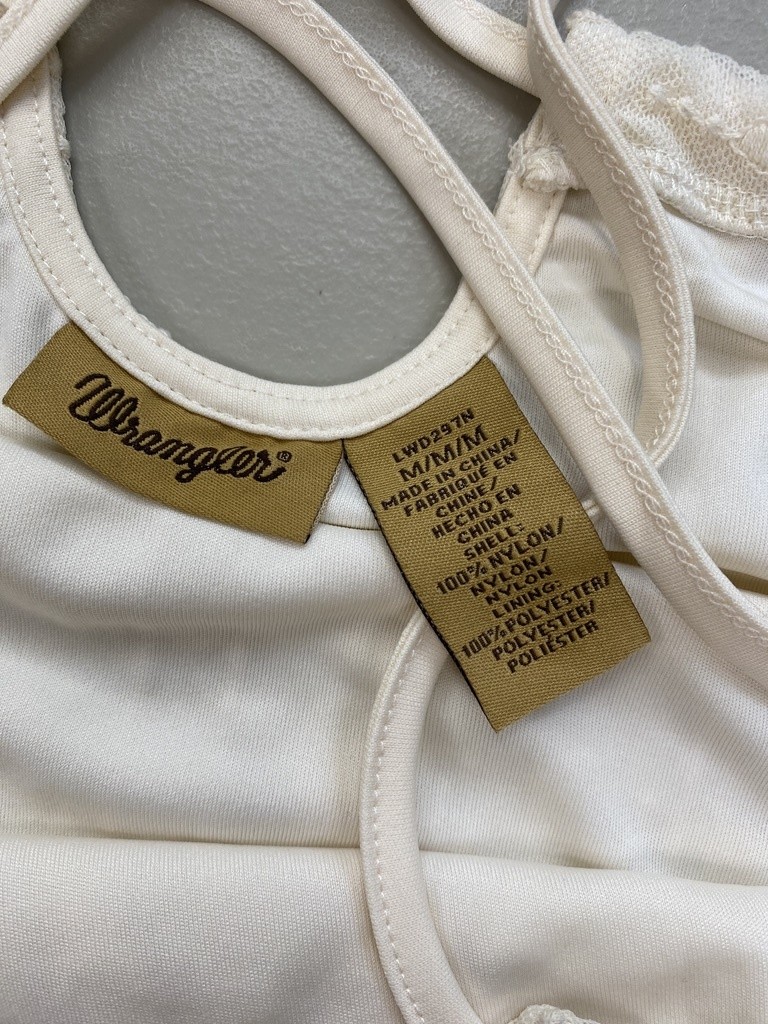 Wrangler®
LWD297N
M/M/M
MADE IN CHINA/
FABRIQUÉ EN
CHINE/
HECHO EN
CHINA
SHELL:
100% NYLON/
NYLON/
NYLON
LINING:
100% POLYESTER/
POLYESTER/
POLIÉSTER